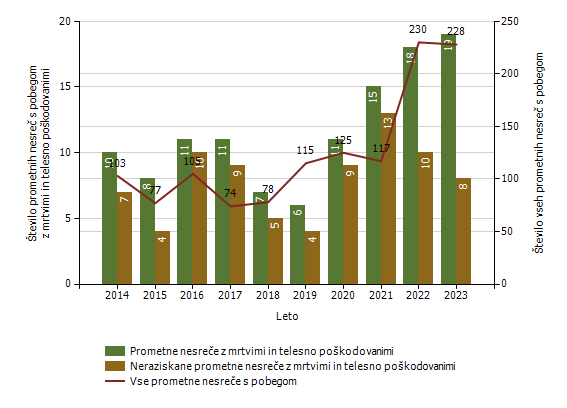 20
250
15
200
150
10
100
5
50
0
0
Število prometnih nesreč s pobegom
z mrtvimi in telesno poškodovanimi
Število vseh prometnih nesreč s pobegom
103 77 105 74 78 115 125 117 230 228
10 8 11 11 7 6 11 15 18 19
7 4 10 9 5 4 9 13 10 8
2014 2015 2016 2017 2018 2019 2020 2021 2022 2023
Leto
Prometne nesreče z mrtvimi in telesno poškodovanimi
Neraziskane prometne nesreče z mrtvimi in telesno poškodovanimi
Vse prometne nesreče s pobegom